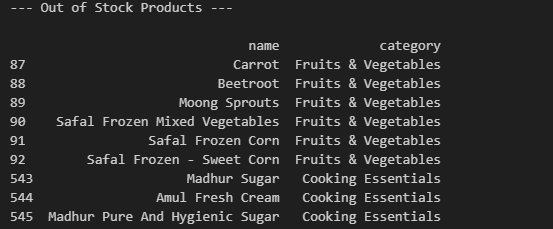 --- Out of Stock Products ---
name category
87 Carrot Fruits & Vegetables
88 Beetroot Fruits & Vegetables
89 Moong Sprouts Fruits & Vegetables
90 Safal Frozen Mixed Vegetables Fruits & Vegetables
91 Safal Frozen Corn Fruits & Vegetables
92 Safal Frozen - Sweet Corn Fruits & Vegetables
543 Madhur Sugar Cooking Essentials
544 Amul Fresh Cream Cooking Essentials
545 Madhur Pure And Hygienic Sugar Cooking Essentials